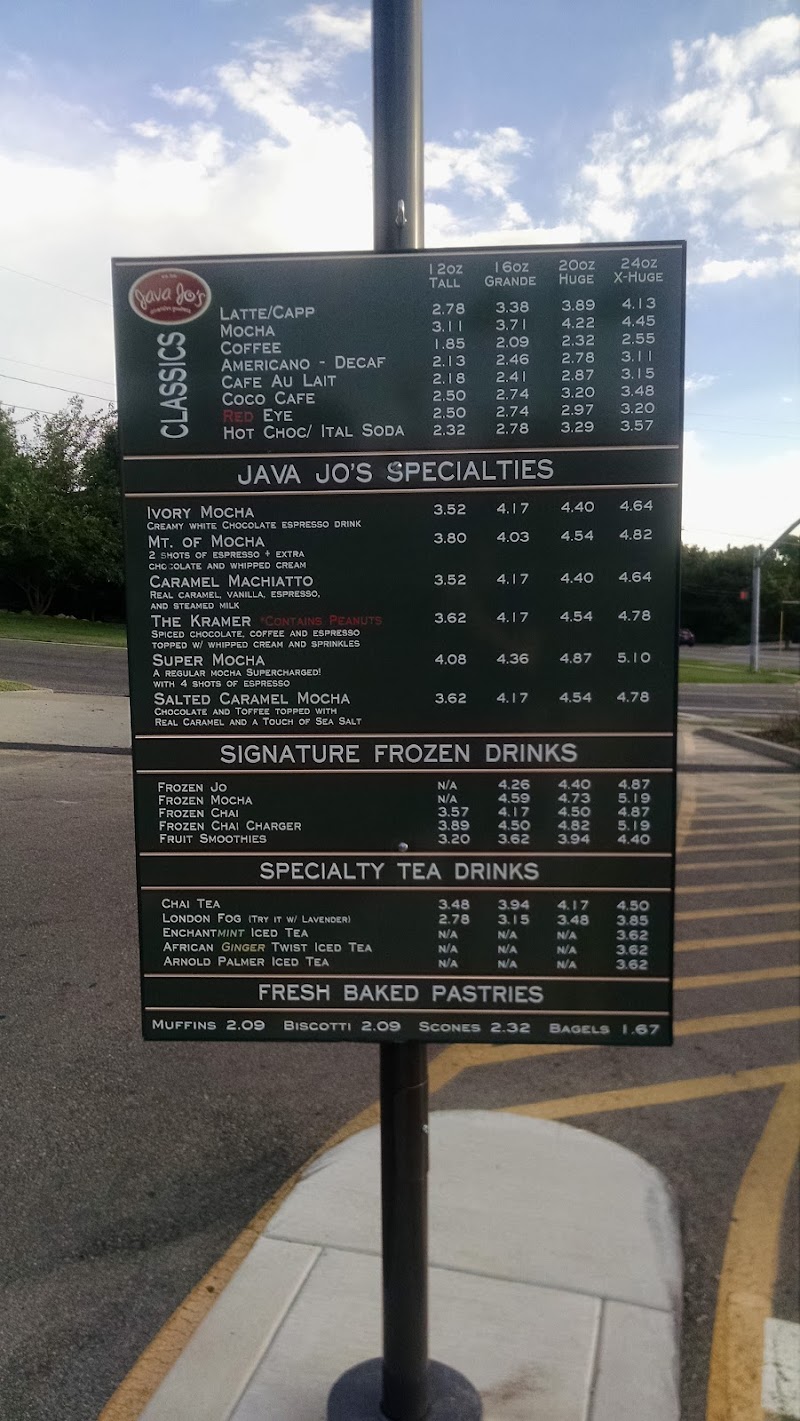 12oz 16oz 20oz 24oz
Tall Grande Huge X-Huge
Java Jo's
CLASSICS
Latte/Capp 2.78 3.38 3.89 4.13
Mocha 3.11 3.71 4.22 4.45
Coffee 1.85 2.09 2.32 2.55
Americano - Decaf 2.13 2.46 2.78 3.11
Cafe Au Lait 2.18 2.41 2.87 3.15
Coco Cafe 2.50 2.74 3.20 3.48
Red Eye 2.50 2.74 2.97 3.20
Hot Choc/ Ital Soda 2.32 2.78 3.29 3.57
JAVA JO'S SPECIALTIES
Ivory Mocha 3.52 4.17 4.40 4.64
Creamy white Chocolate espresso drink
Mt. of Mocha 3.80 4.03 4.54 4.82
2 shots of espresso + extra
chocolate and whipped cream
Caramel Machiatto 3.52 4.17 4.40 4.64
Real caramel, vanilla, espresso,
and steamed milk
The Kramer *Contains Peanuts 3.62 4.17 4.54 4.78
Spiced chocolate, coffee and espresso
topped w/ whipped cream and sprinkles
Super Mocha 4.08 4.36 4.87 5.10
A regular mocha Supercharged!
with 4 shots of espresso
Salted Caramel Mocha 3.62 4.17 4.54 4.78
Chocolate and Toffee topped with
Real Caramel and a Touch of Sea Salt
SIGNATURE FROZEN DRINKS
Frozen Jo N/A 4.26 4.40 4.87
Frozen Mocha N/A 4.59 4.73 5.19
Frozen Chai 3.57 4.17 4.50 4.87
Frozen Chai Charger 3.89 4.50 4.82 5.19
Fruit Smoothies 3.20 3.62 3.94 4.40
SPECIALTY TEA DRINKS
Chai Tea 3.48 3.94 4.17 4.50
London Fog (Try it w/ Lavender) 2.78 3.15 3.48 3.85
Enchantmint Iced Tea N/A N/A N/A 3.62
African Ginger Twist Iced Tea N/A N/A N/A 3.62
Arnold Palmer Iced Tea N/A N/A N/A 3.62
FRESH BAKED PASTRIES
Muffins 2.09 Biscotti 2.09 Scones 2.32 Bagels 1.67